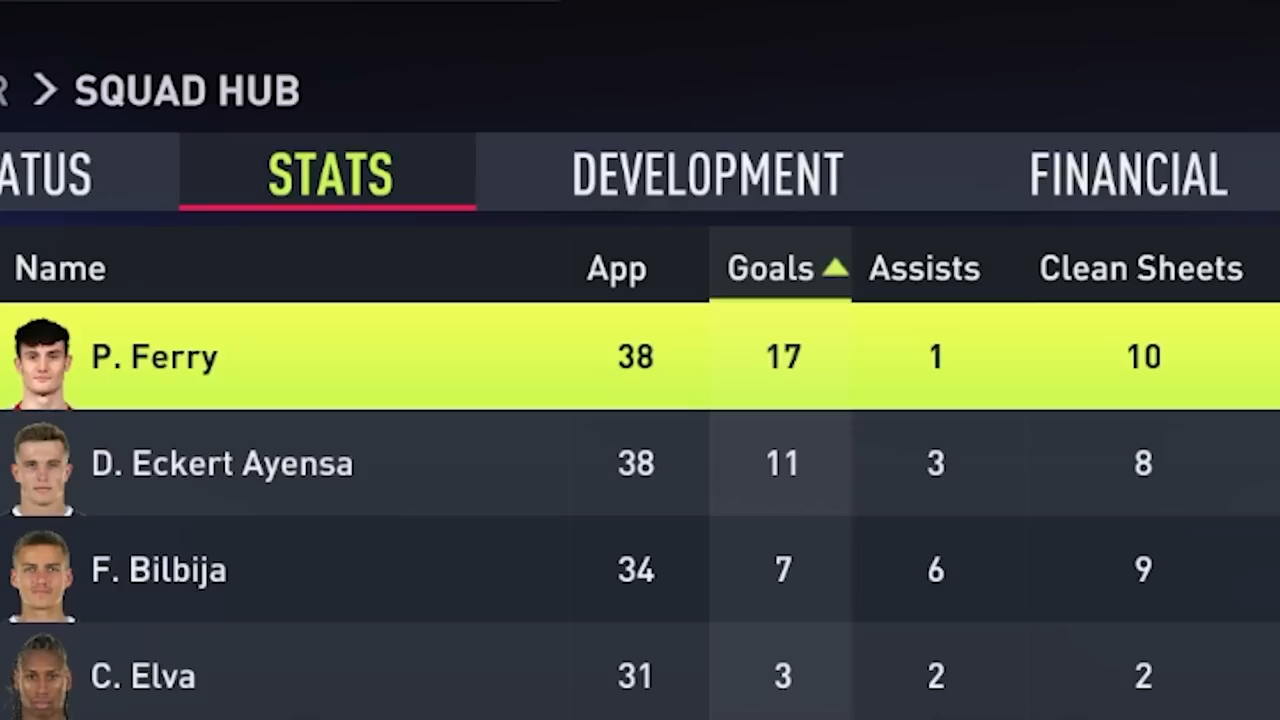 R > SQUAD HUB
ATUS STATS DEVELOPMENT FINANCIAL
Name App Goals Assists Clean Sheets
P. Ferry 38 17 1 10
D. Eckert Ayensa 38 11 3 8
F. Bilbija 34 7 6 9
C. Elva 31 3 2 2